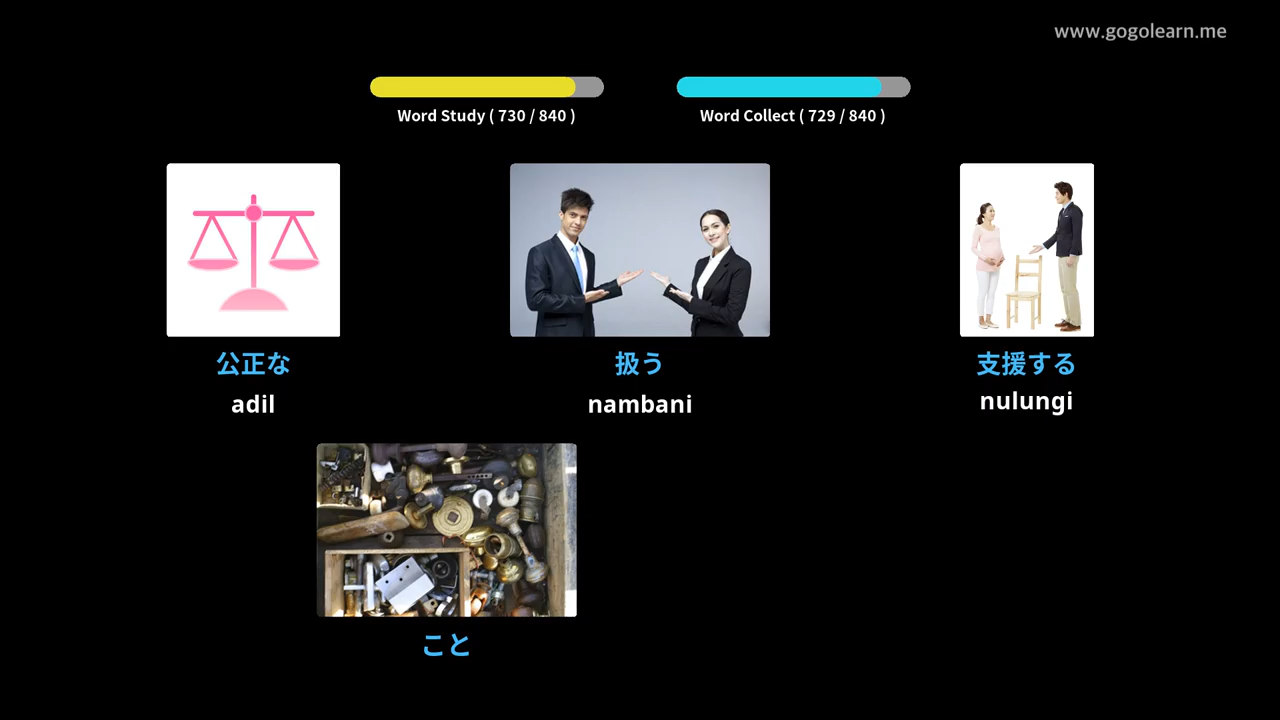 www.gogolearn.me
Word Study ( 730 / 840 )
Word Collect ( 729 / 840 )
公正な
扱う
支援する
adil
nambani
nulungi
こと